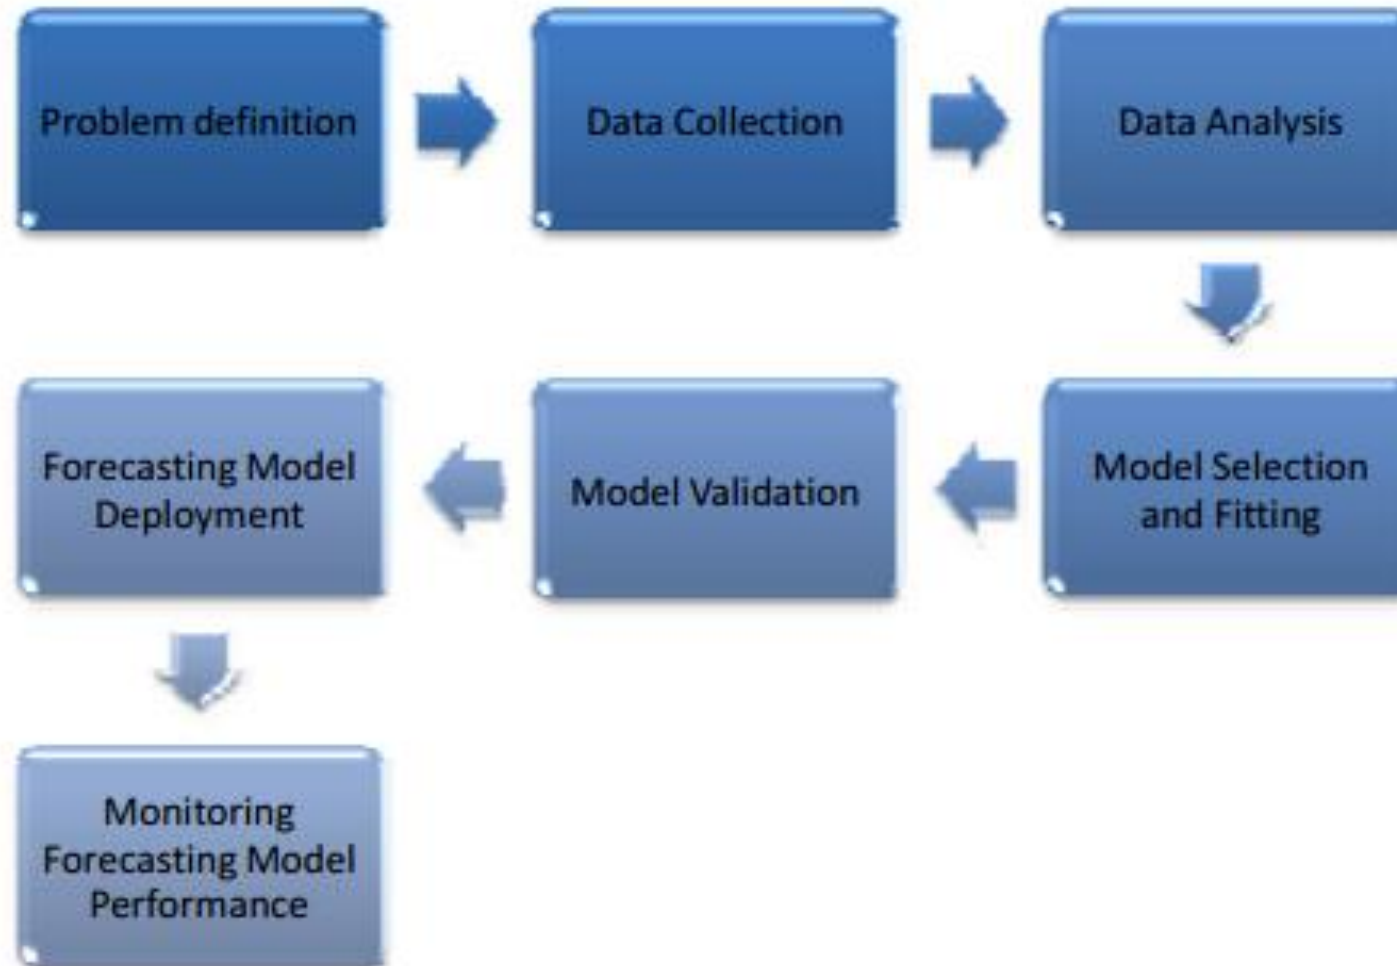 Problem definition
Data Collection
Data Analysis
Model Selection
and Fitting
Model Validation
Forecasting Model
Deployment
Monitoring
Forecasting Model
Performance